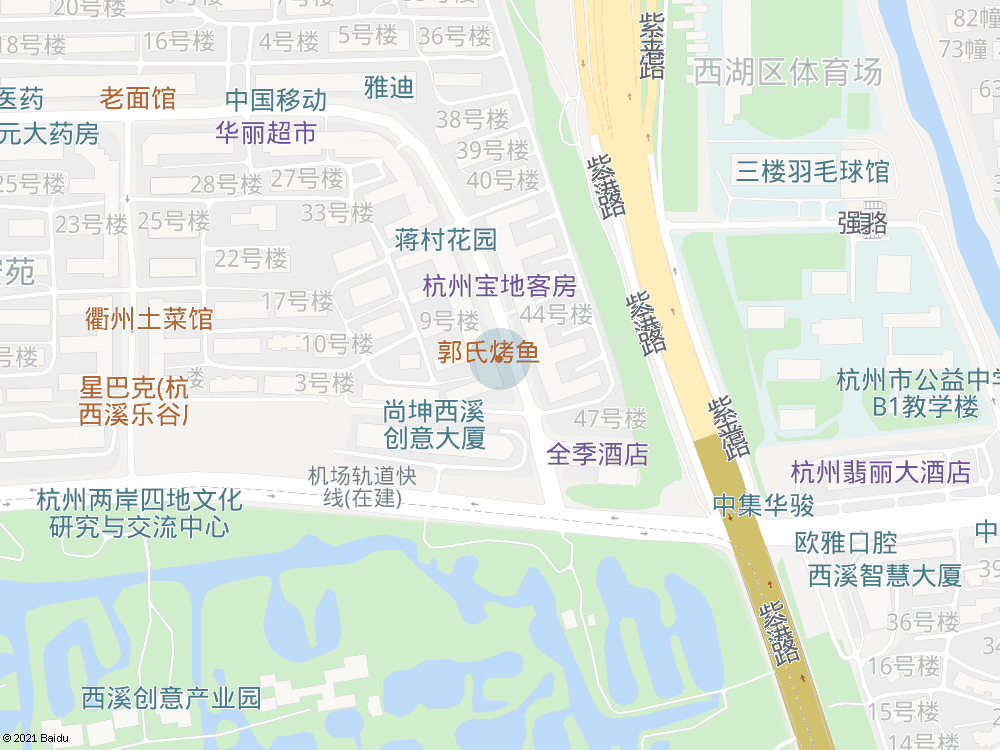 20号楼
7号楼
紫金港路
82幢
18号楼
16号楼
4号楼
5号楼
36号楼
73幢
西湖区体育场
医药
老面馆
中国移动
雅迪
63
元大药房
华丽超市
38号楼
39号楼
40号楼
三楼羽毛球馆
紫金港路
25号楼
28号楼
27号楼
23号楼
25号楼
33号楼
强骆路
蒋村花园
22号楼
杭州宝地客房
17号楼
44号楼
9号楼
衢州土菜馆
紫金港路
10号楼
郭氏烤鱼
3号楼
星巴克(杭
西溪乐谷店
杭州市公益中学
B1教学楼
尚坤西溪
创意大厦
47号楼
紫金港路
全季酒店
杭州翡丽大酒店
机场轨道快
线(在建)
杭州两岸四地文化
研究与交流中心
中集华骏
中
欧雅口腔
西溪智慧大厦
39
36号楼
紫金港路
34
16号楼
西溪创意产业园
15号楼
14号楼
2
© 2021 Baidu